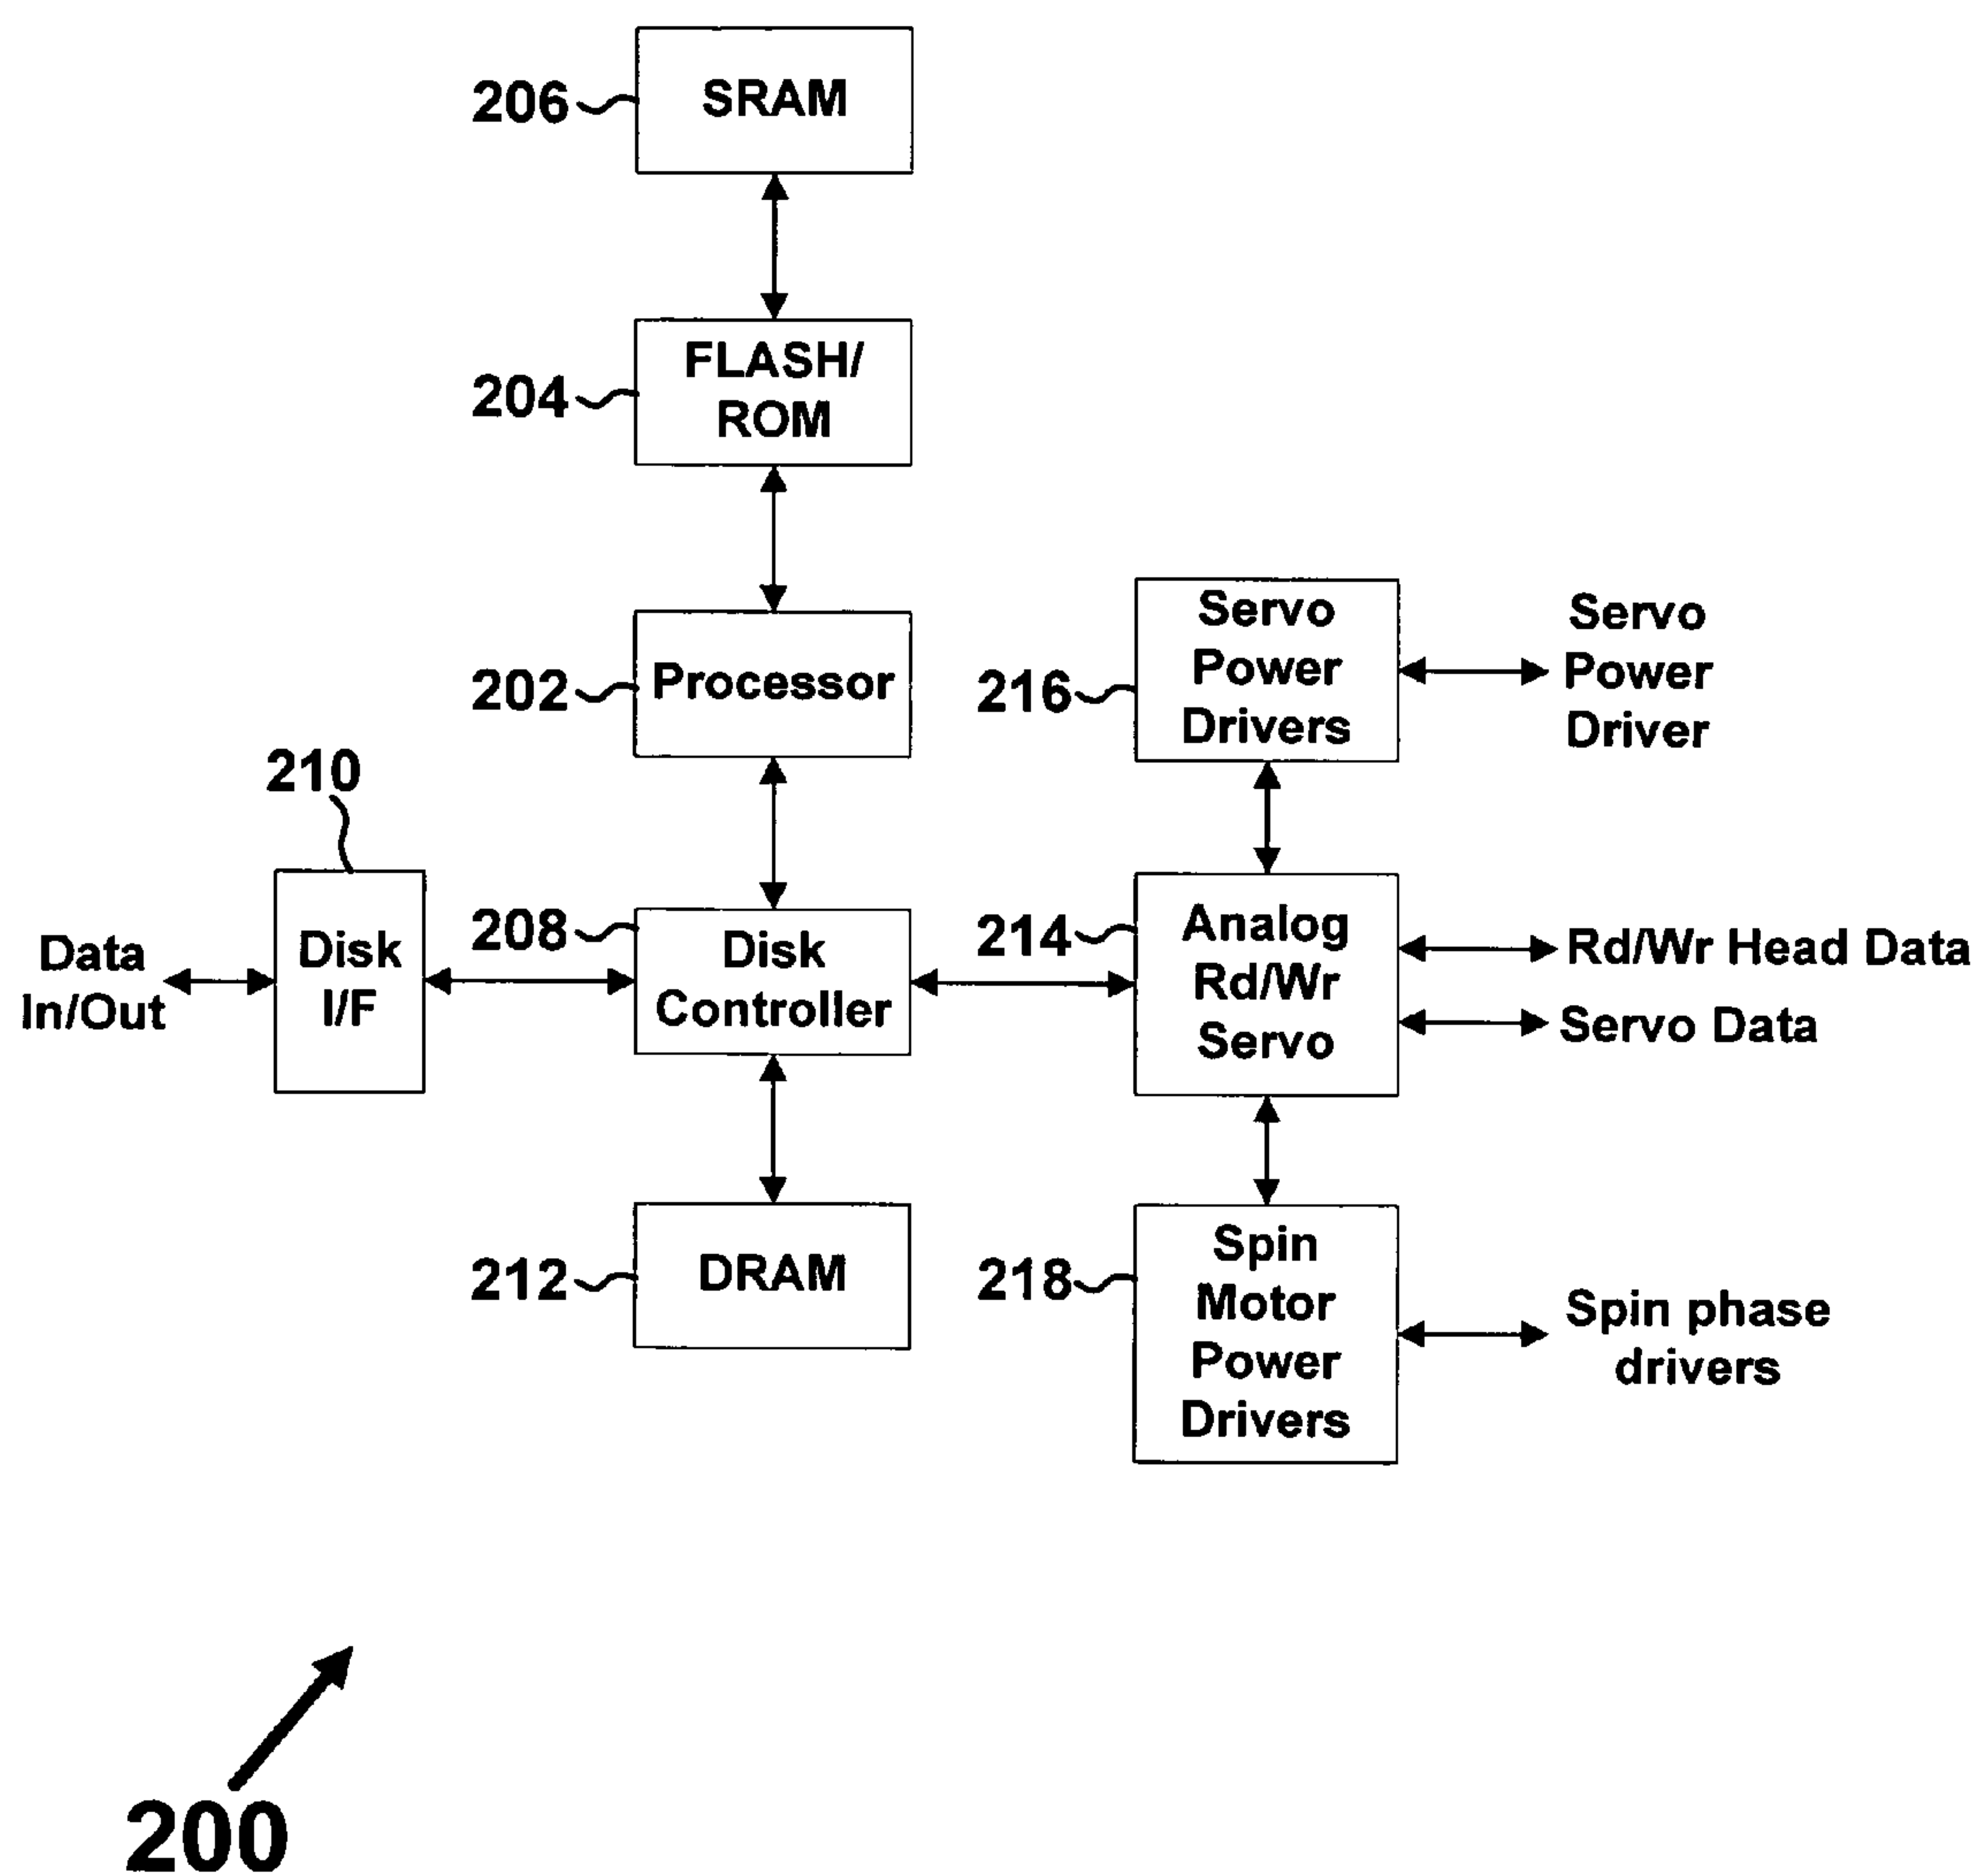 206
SRAM
204
FLASH/
ROM
202
Processor
216
Servo
Power
Drivers
Servo
Power
Driver
210
Data
In/Out
Disk
I/F
208
Disk
Controller
214
Analog
Rd/Wr
Servo
Rd/Wr Head Data
Servo Data
212
DRAM
218
Spin
Motor
Power
Drivers
Spin phase
drivers
200